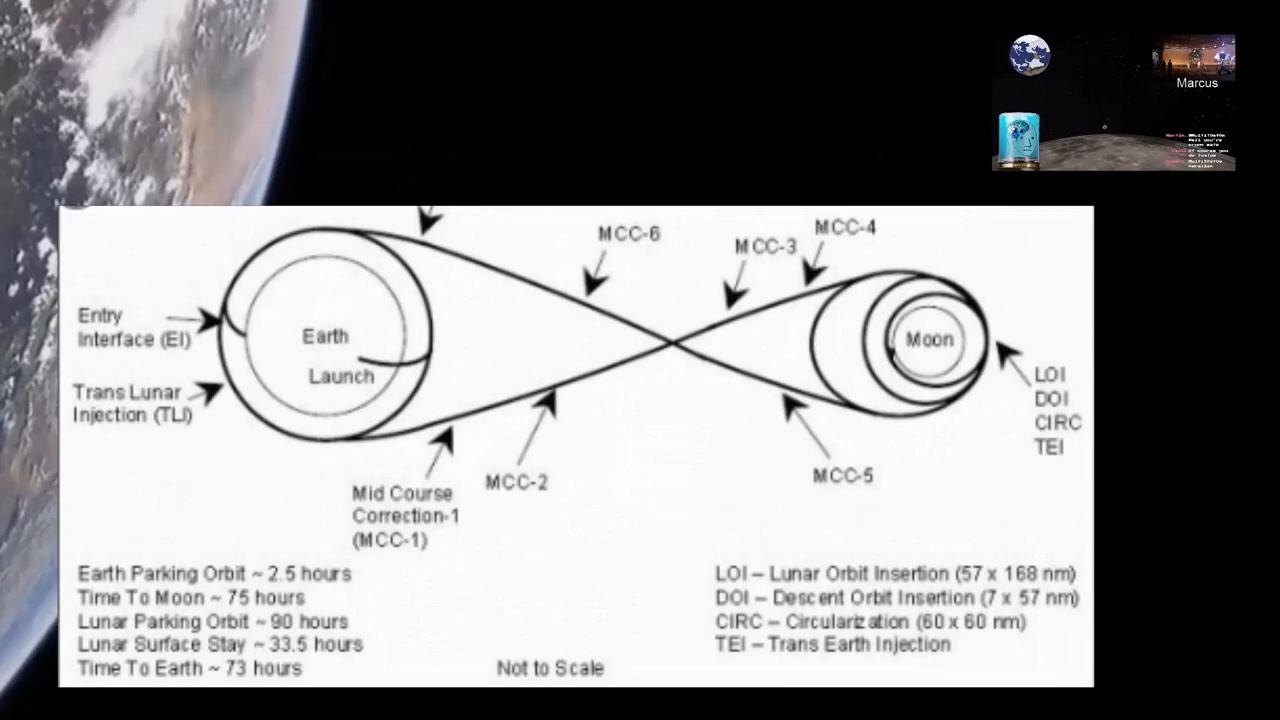 Marcus
MCC-6
MCC-4
MCC-3
Entry
Interface (EI)
Earth
Moon
Launch
LOI
DOI
CIRC
TEI
Trans Lunar
Injection (TLI)
MCC-2
MCC-5
Mid Course
Correction-1
(MCC-1)
Earth Parking Orbit ~ 2.5 hours
Time To Moon ~ 75 hours
Lunar Parking Orbit ~ 90 hours
Lunar Surface Stay ~ 33.5 hours
Time To Earth ~ 73 hours
Not to Scale
LOI – Lunar Orbit Insertion (57 x 168 nm)
DOI – Descent Orbit Insertion (7 x 57 nm)
CIRC – Circularization (60 x 60 nm)
TEI – Trans Earth Injection